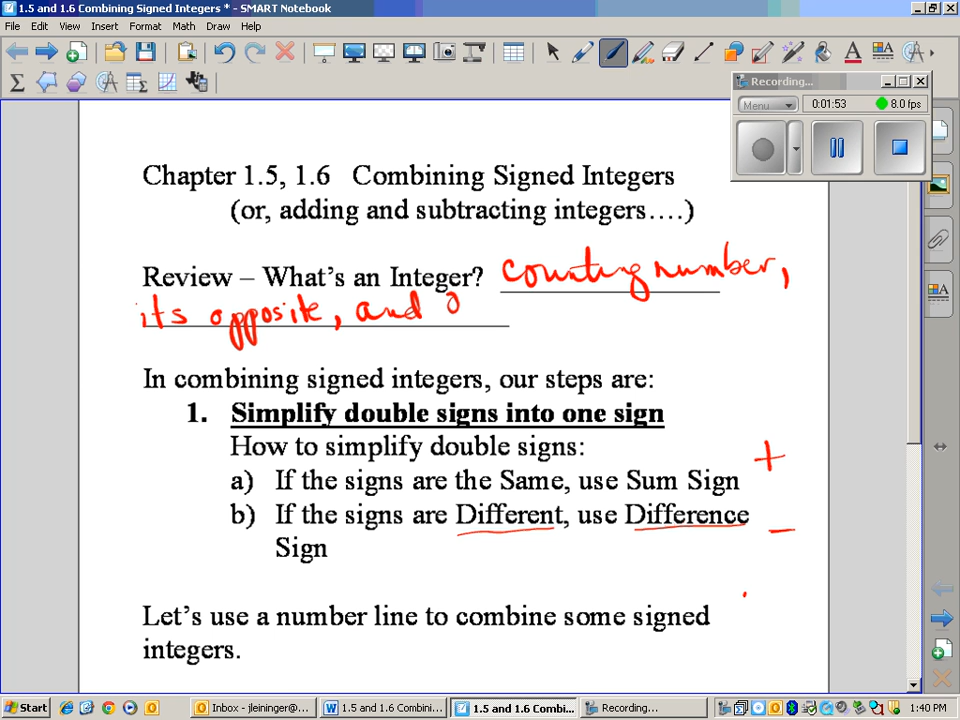 1.5 and 1.6 Combining Signed Integers * - SMART Notebook
File Edit View Insert Format Math Draw Help
Recording...
Menu 0:01:53 8.0 fps
Chapter 1.5, 1.6 Combining Signed Integers
(or, adding and subtracting integers….)
Review – What's an Integer? counting number,
its opposite, and 0
In combining signed integers, our steps are:
1. Simplify double signs into one sign
How to simplify double signs:
+
a) If the signs are the Same, use Sum Sign
b) If the signs are Different, use Difference –
Sign
Let's use a number line to combine some signed
integers.
Start Inbox - jleininger@... 1.5 and 1.6 Combini... 1.5 and 1.6 Combi... Recording... 1:40 PM